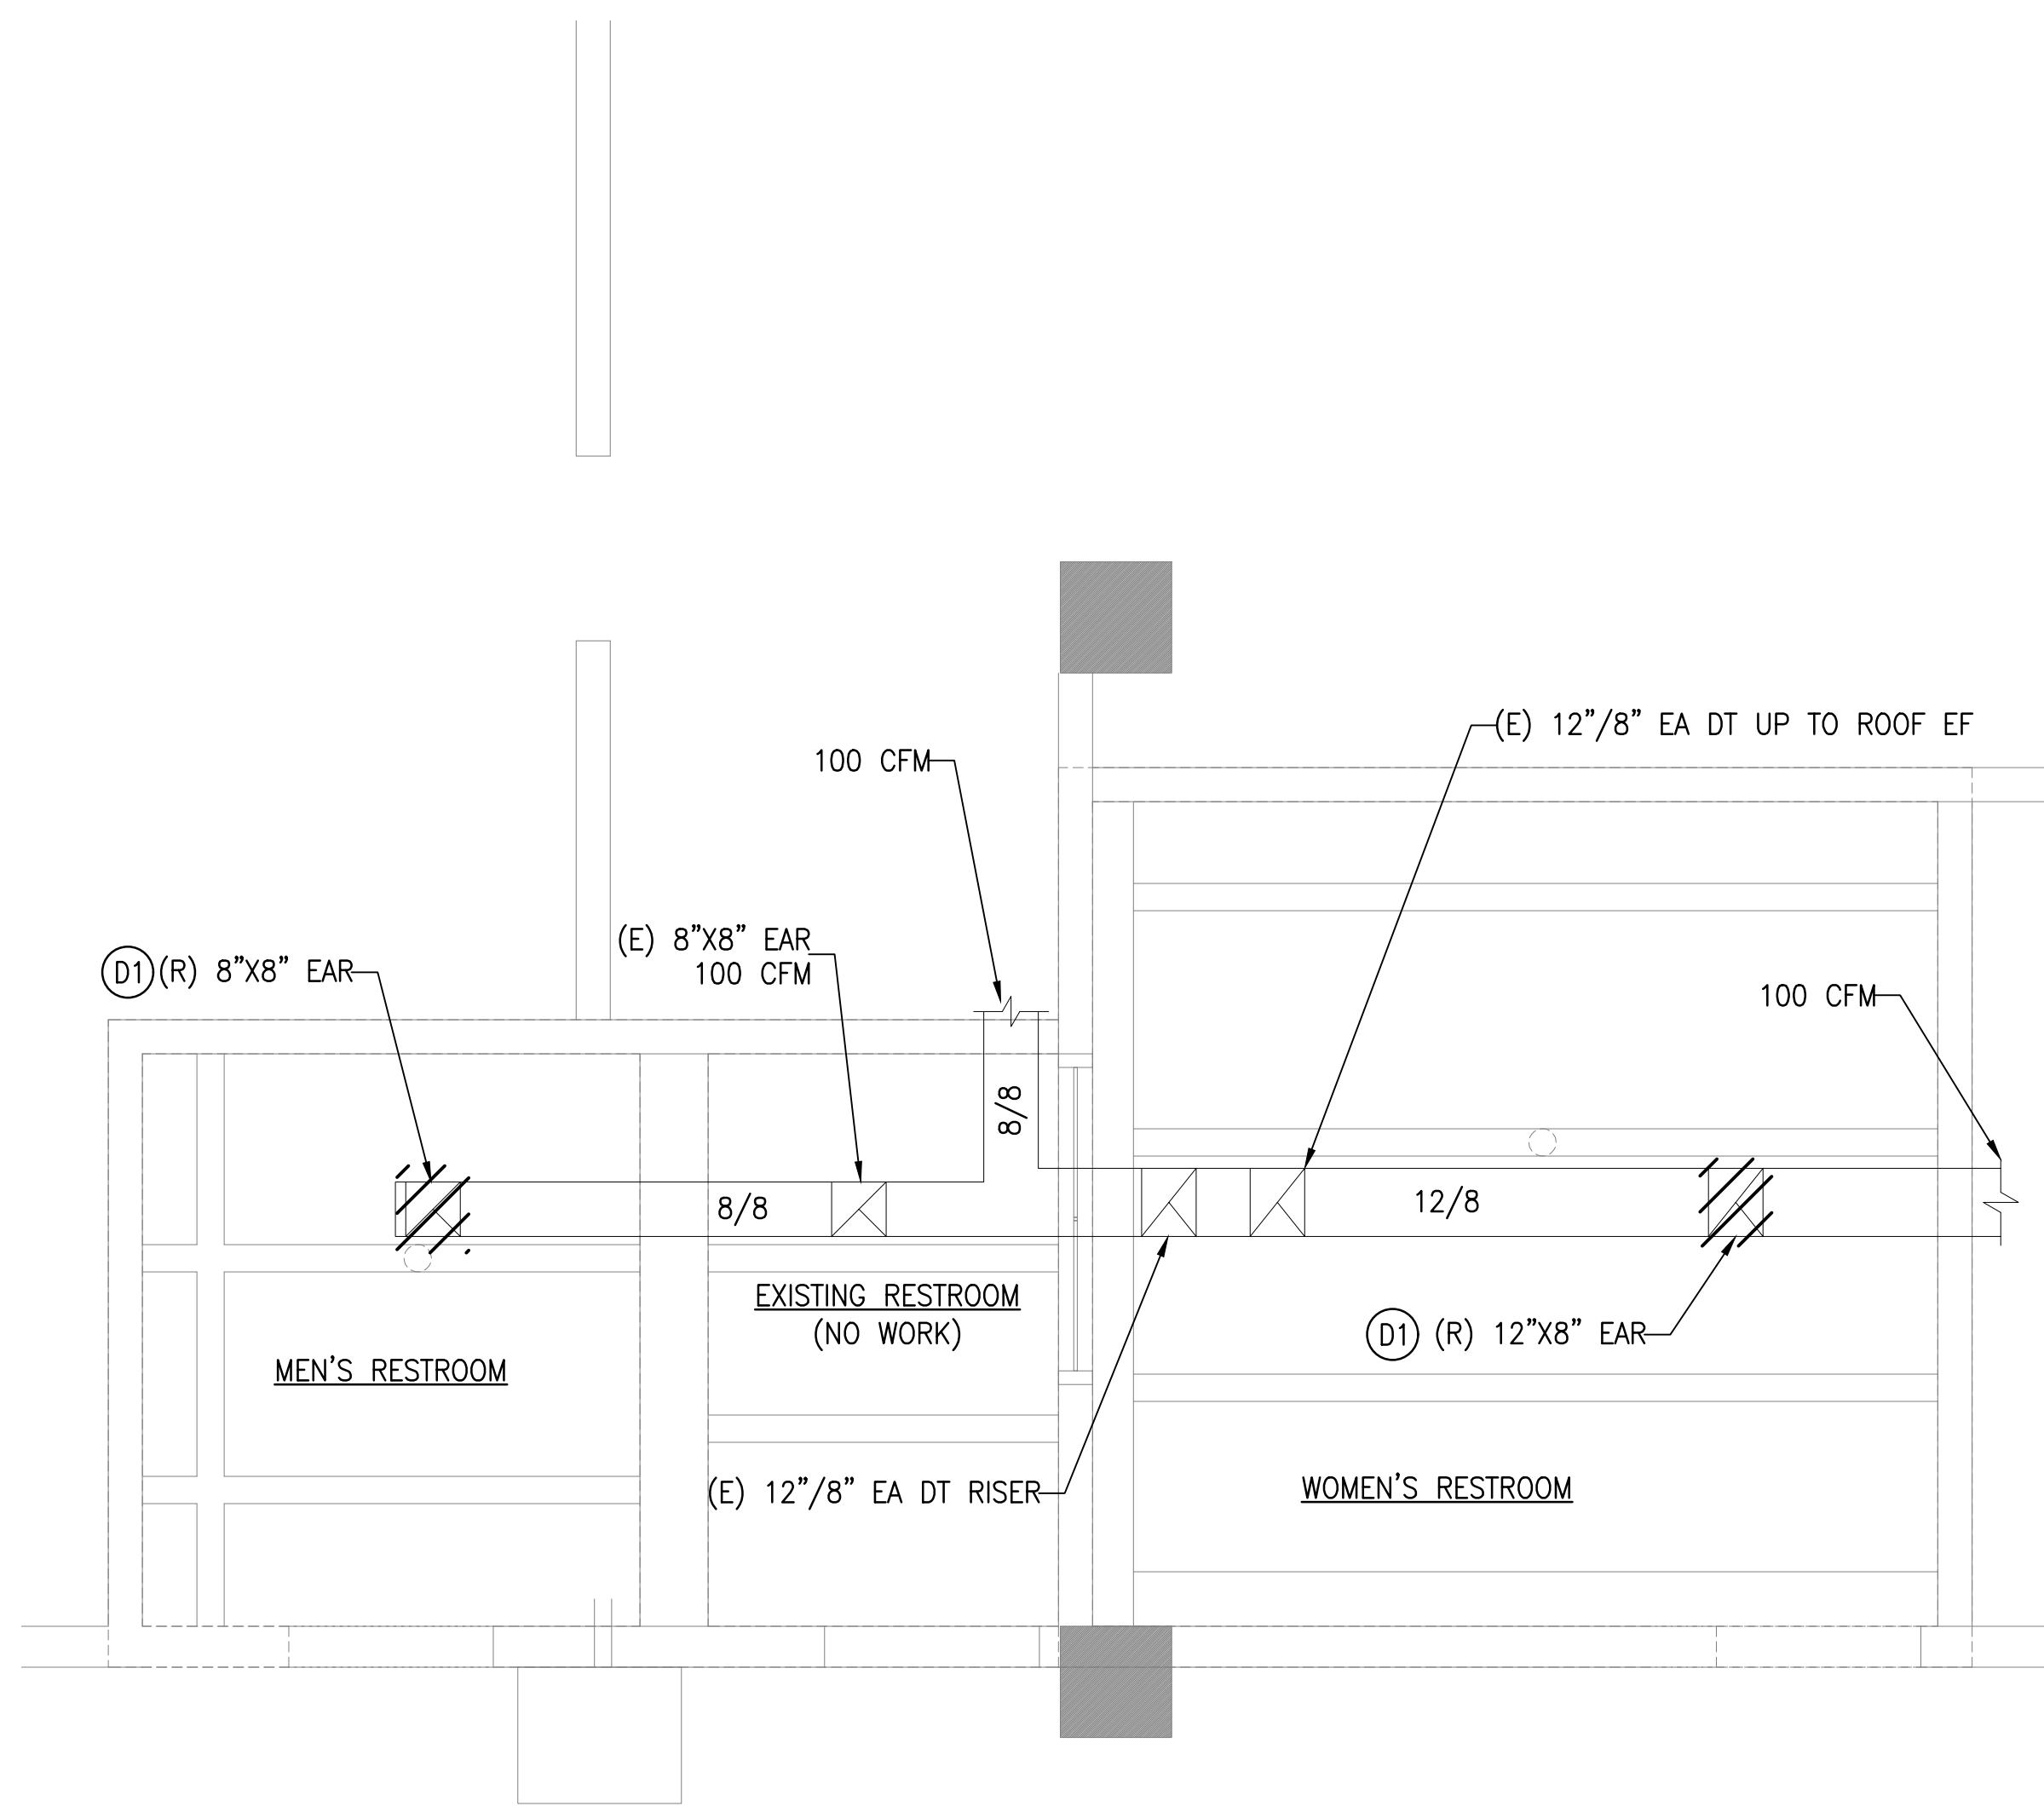 (E) 12”/8” EA DT UP TO ROOF EF
100 CFM
(E) 8”X8” EAR
100 CFM
D1 (R) 8”X8” EAR
100 CFM
8/8
8/8
12/8
EXISTING RESTROOM
(NO WORK)
D1 (R) 12”X8” EAR
MEN'S RESTROOM
(E) 12”/8” EA DT RISER
WOMEN'S RESTROOM